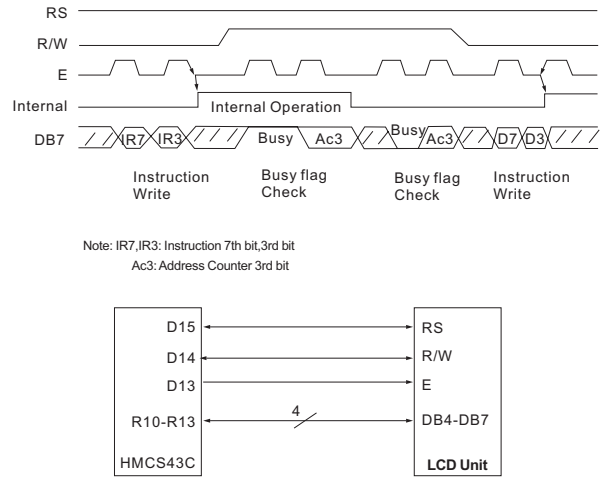 RS
R/W
E
Internal
Internal Operation
DB7 IR7 IR3 Busy Ac3 Busy Ac3 D7 D3
Instruction Write
Busy flag Check
Busy flag Check
Instruction Write
Note: IR7,IR3: Instruction 7th bit,3rd bit
Ac3: Address Counter 3rd bit
D15 RS
D14 R/W
D13 E
R10-R13 4 DB4-DB7
HMCS43C LCD Unit